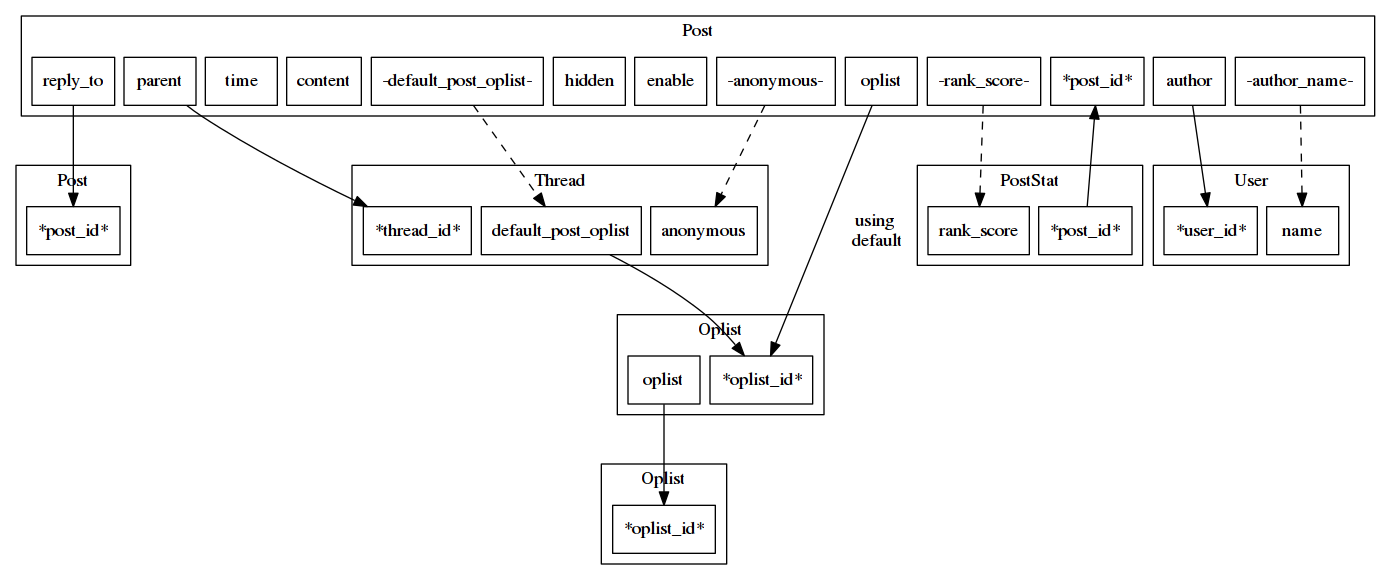 Post
reply_to
parent
time
content
-default_post_oplist-
hidden
enable
-anonymous-
oplist
-rank_score-
*post_id*
author
-author_name-
Post
*post_id*
Thread
*thread_id*
default_post_oplist
anonymous
using
default
PostStat
rank_score
*post_id*
User
*user_id*
name
Oplist
oplist
*oplist_id*
Oplist
*oplist_id*